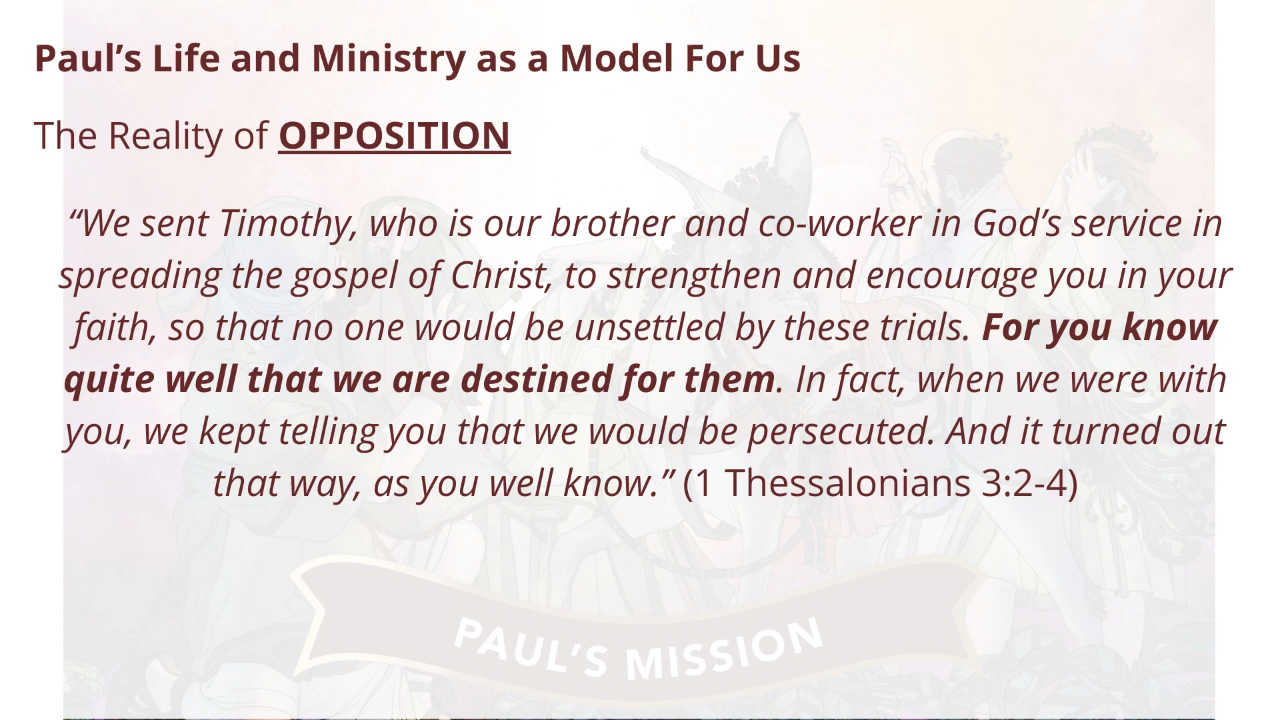 Paul’s Life and Ministry as a Model For Us
The Reality of OPPOSITION
“We sent Timothy, who is our brother and co-worker in God’s service in
spreading the gospel of Christ, to strengthen and encourage you in your
faith, so that no one would be unsettled by these trials. For you know
quite well that we are destined for them. In fact, when we were with
you, we kept telling you that we would be persecuted. And it turned out
that way, as you well know.” (1 Thessalonians 3:2-4)
PAUL’S MISSION